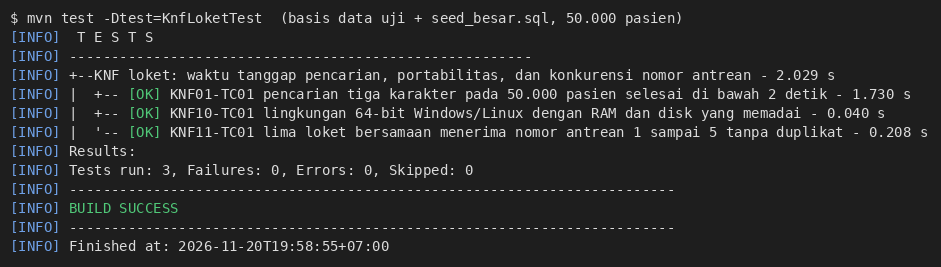 $ mvn test -Dtest=KnfLoketTest  (basis data uji + seed_besar.sql, 50.000 pasien)
[INFO]  T E S T S
[INFO] -------------------------------------------------------
[INFO] +--KNF loket: waktu tanggap pencarian, portabilitas, dan konkurensi nomor antrean - 2.029 s
[INFO] |  +-- [OK] KNF01-TC01 pencarian tiga karakter pada 50.000 pasien selesai di bawah 2 detik - 1.730 s
[INFO] |  +-- [OK] KNF10-TC01 lingkungan 64-bit Windows/Linux dengan RAM dan disk yang memadai - 0.040 s
[INFO] |  '-- [OK] KNF11-TC01 lima loket bersamaan menerima nomor antrean 1 sampai 5 tanpa duplikat - 0.208 s
[INFO] Results:
[INFO] Tests run: 3, Failures: 0, Errors: 0, Skipped: 0
[INFO] ------------------------------------------------------------------------
[INFO] BUILD SUCCESS
[INFO] ------------------------------------------------------------------------
[INFO] Finished at: 2026-11-20T19:58:55+07:00